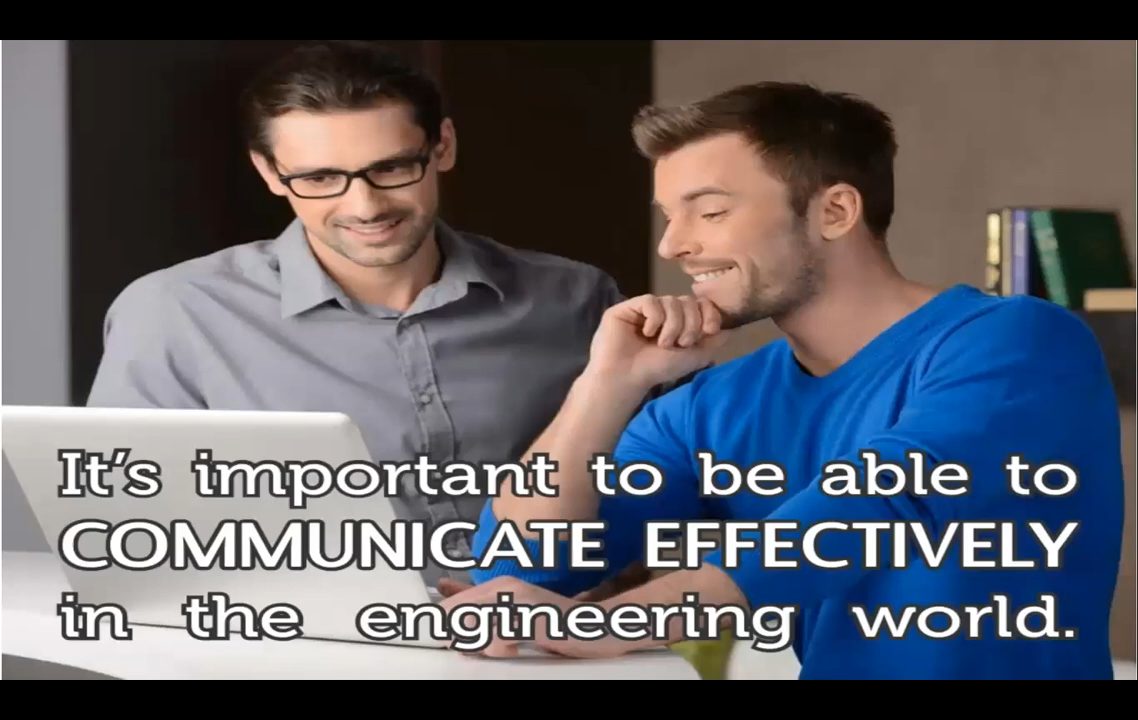 It's important to be able to
COMMUNICATE EFFECTIVELY
in the engineering world.